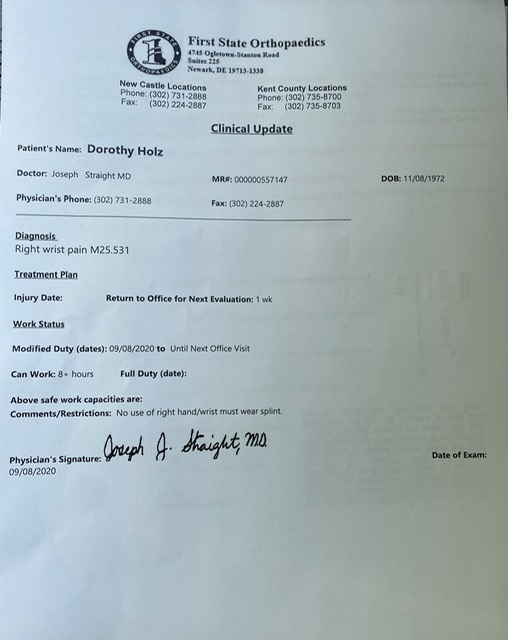 FIRST STATE
ORTHOPAEDICS
First State Orthopaedics
4745 Ogletown-Stanton Road
Suites 225
Newark, DE 19713-1338
New Castle Locations
Phone: (302) 731-2888
Fax: (302) 224-2887
Kent County Locations
Phone: (302) 735-8700
Fax: (302) 735-8703
Clinical Update
Patient's Name: Dorothy Holz
Doctor: Joseph Straight MD MR#: 000000557147 DOB: 11/08/1972
Physician's Phone: (302) 731-2888 Fax: (302) 224-2887
Diagnosis
Right wrist pain M25.531
Treatment Plan
Injury Date: Return to Office for Next Evaluation: 1 wk
Work Status
Modified Duty (dates): 09/08/2020 to Until Next Office Visit
Can Work: 8+ hours Full Duty (date):
Above safe work capacities are:
Comments/Restrictions: No use of right hand/wrist must wear splint.
Physician's Signature: Joseph J. Straight, MD Date of Exam:
09/08/2020